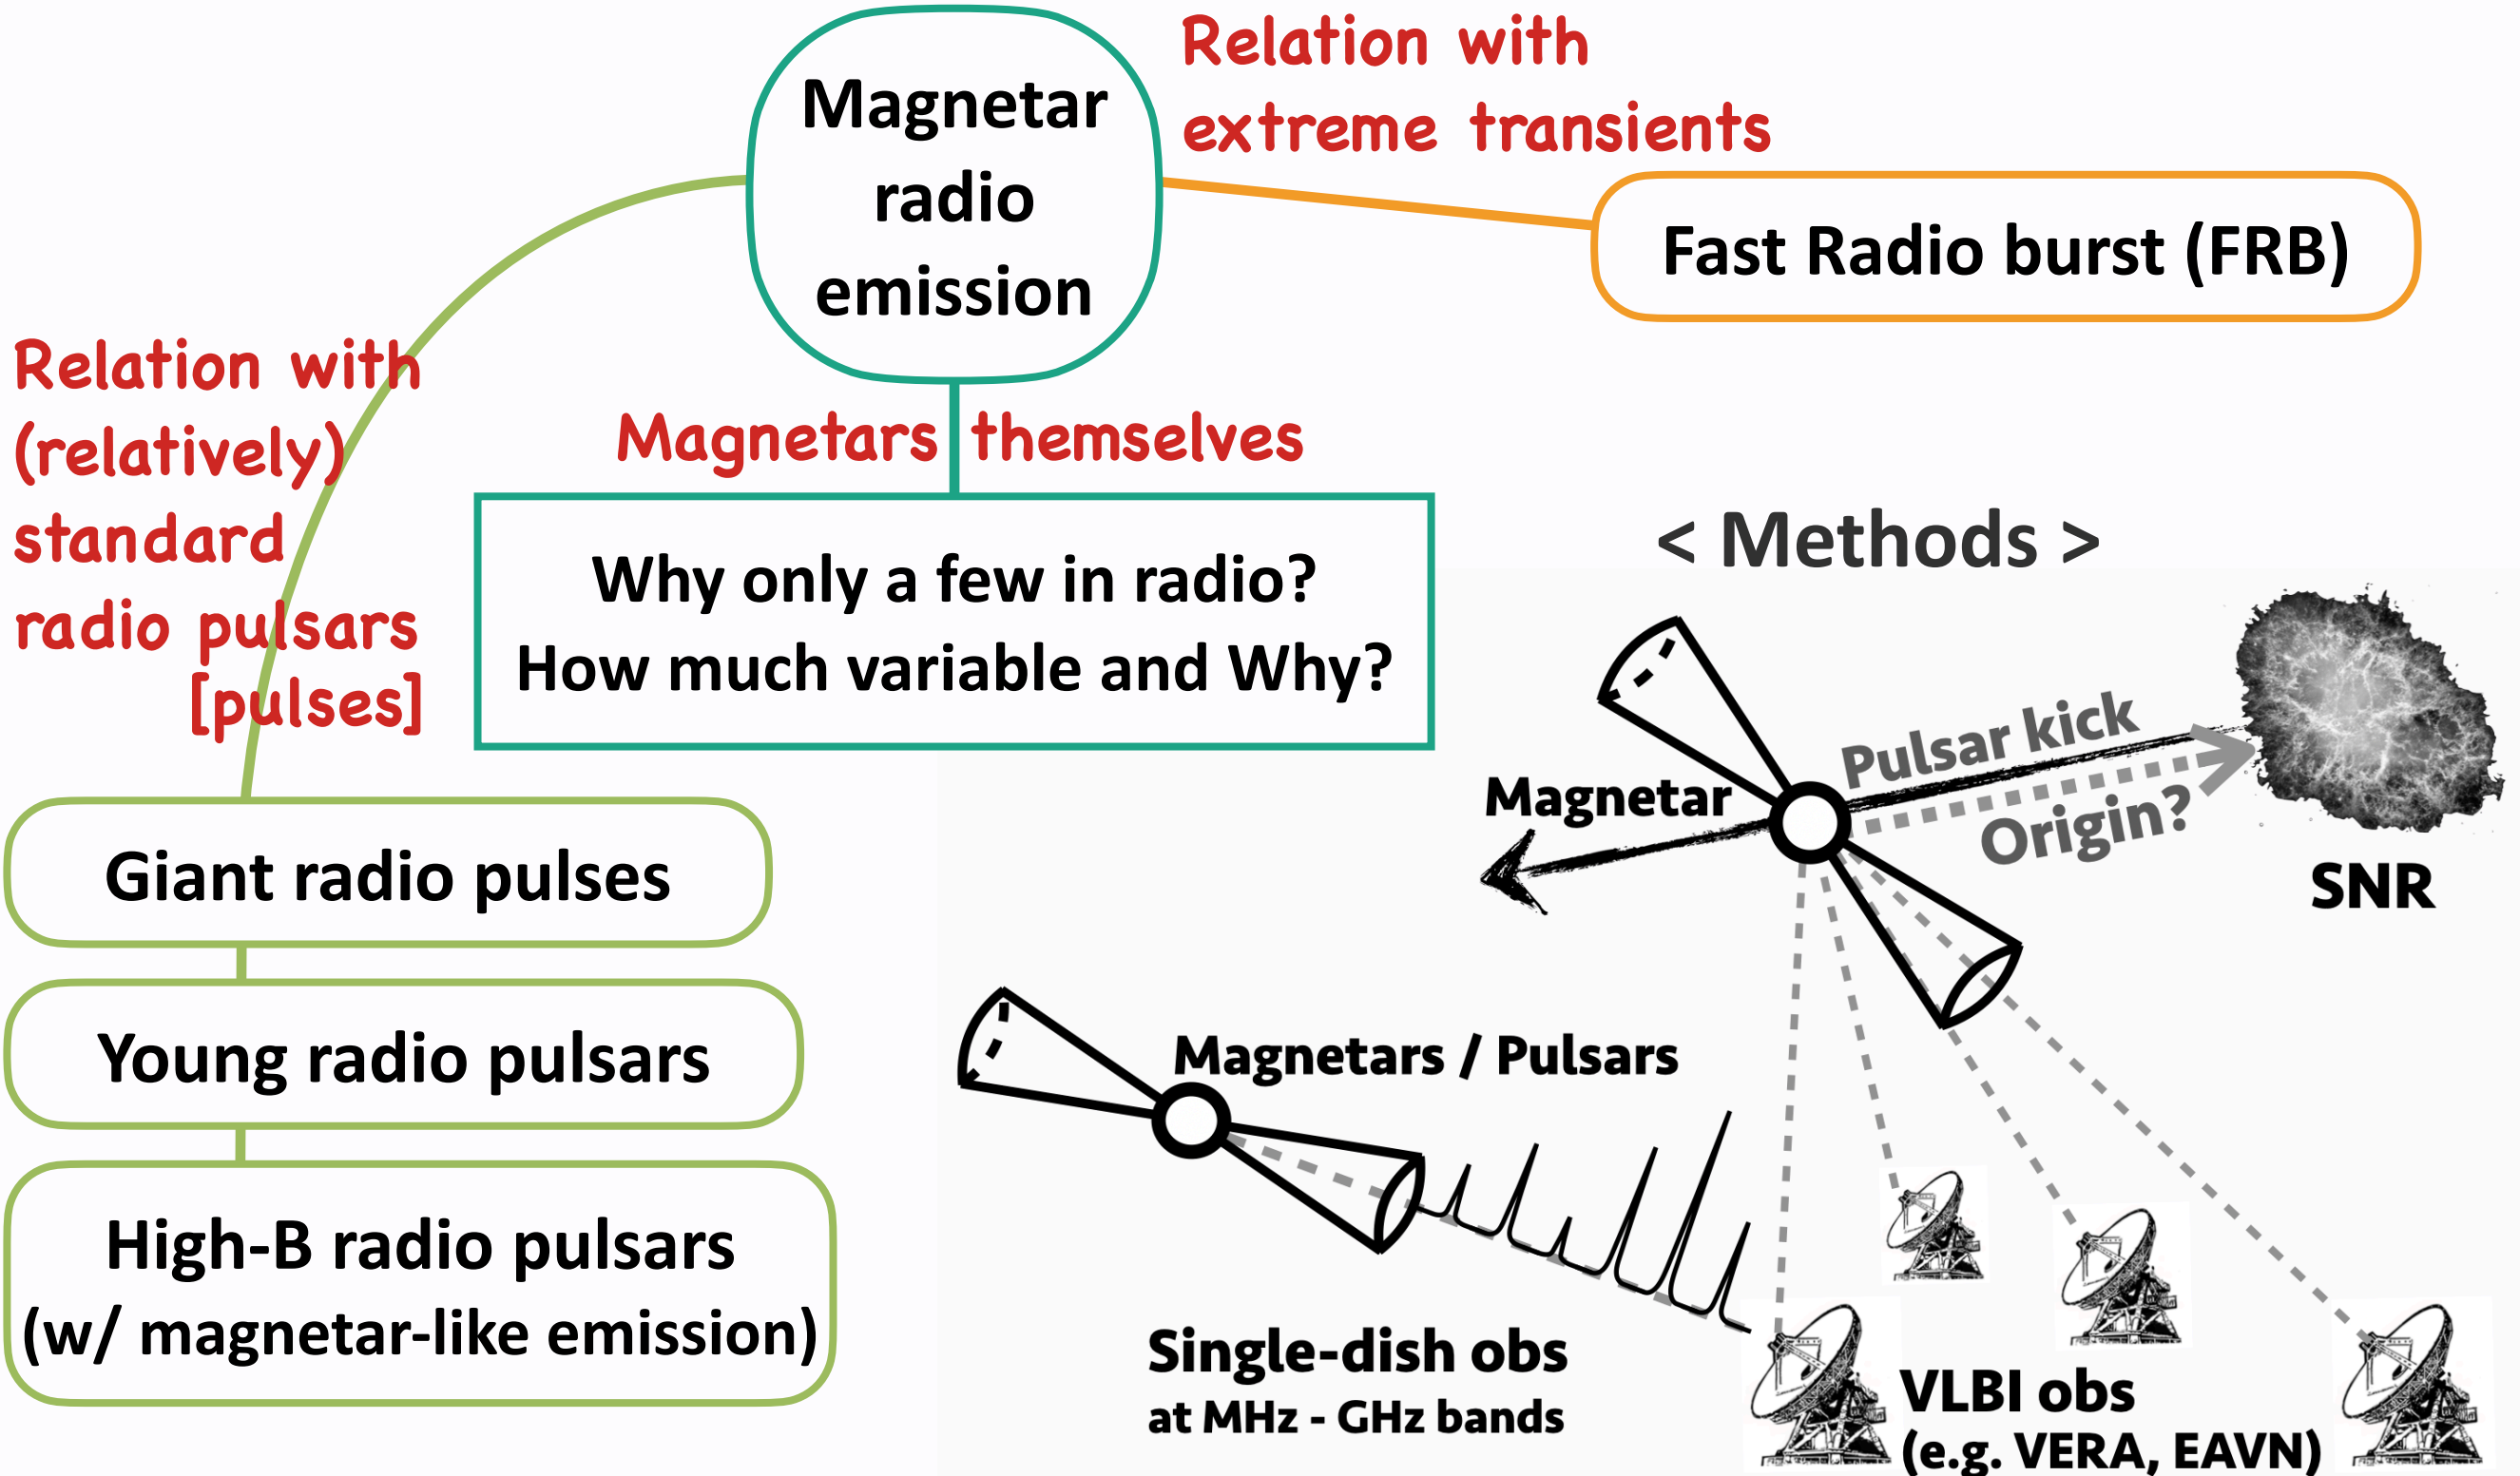 Magnetar
radio
emission
Relation with
extreme transients
Fast Radio burst (FRB)
Relation with
(relatively)
standard
radio pulsars
[pulses]
Magnetars themselves
Why only a few in radio?
How much variable and Why?
Giant radio pulses
Young radio pulsars
High-B radio pulsars
(w/ magnetar-like emission)
< Methods >
Pulsar kick
Magnetar
Origin?
SNR
Magnetars / Pulsars
Single-dish obs
at MHz - GHz bands
VLBI obs
(e.g. VERA, EAVN)